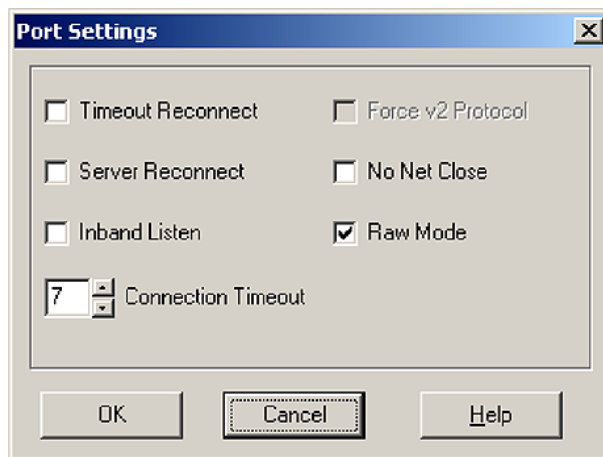 Port Settings
Timeout Reconnect
Force v2 Protocol
Server Reconnect
No Net Close
Inband Listen
Raw Mode
7
Connection Timeout
OK
Cancel
Help